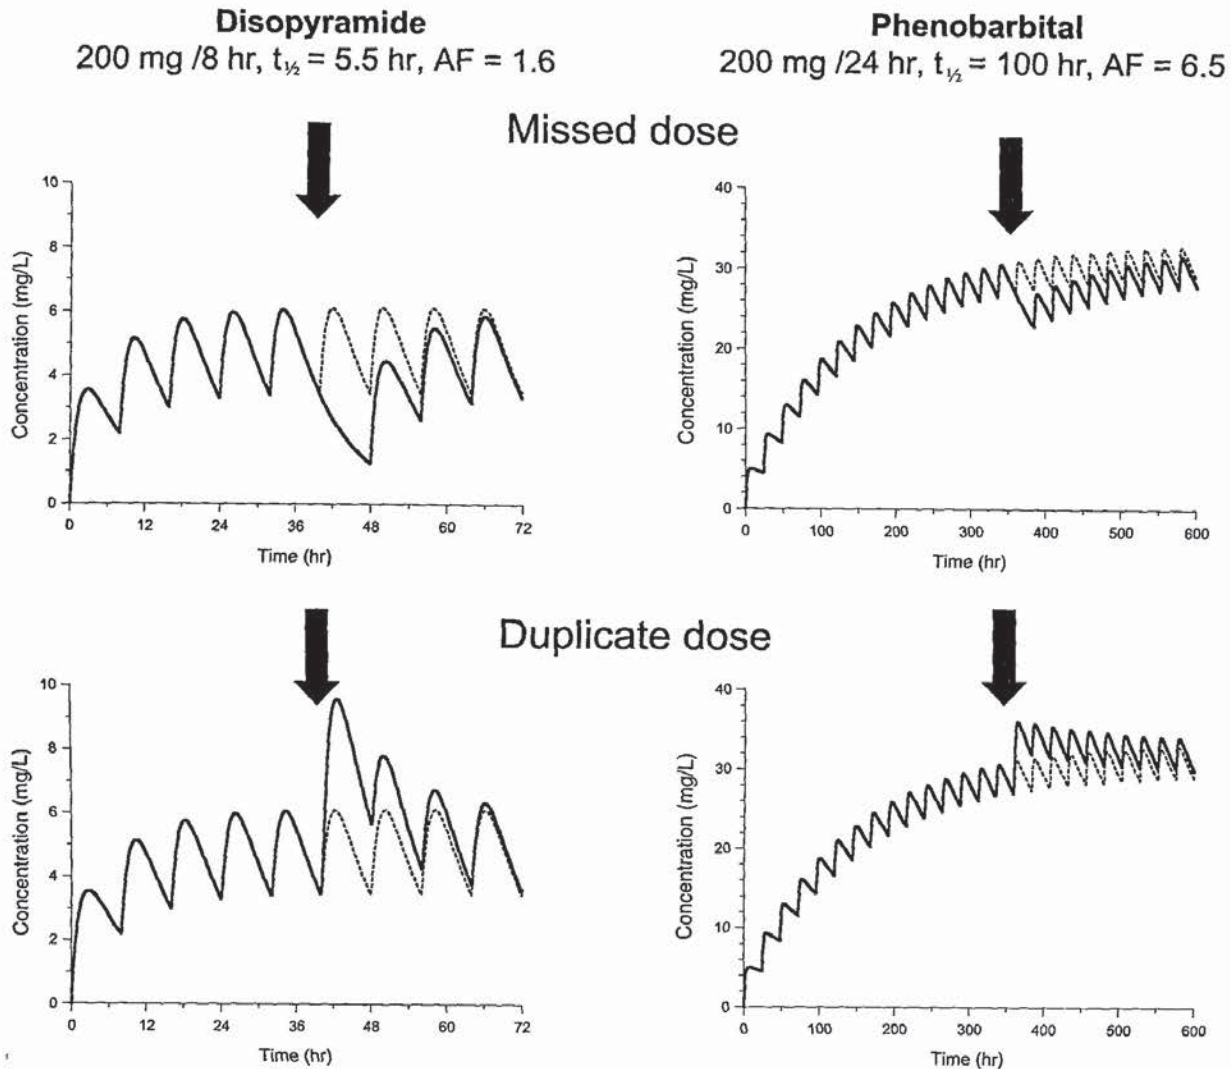 Disopyramide
200 mg /8 hr, t½ = 5.5 hr, AF = 1.6
Phenobarbital
200 mg /24 hr, t½ = 100 hr, AF = 6.5
Missed dose
10
8
6
4
2
0
Concentration (mg/L)
0 12 24 36 48 60 72
Time (hr)
40
30
20
10
0
Concentration (mg/L)
0 100 200 300 400 500 600
Time (hr)
Duplicate dose
10
8
6
4
2
0
Concentration (mg/L)
0 12 24 36 48 60 72
Time (hr)
40
30
20
10
0
Concentration (mg/L)
0 100 200 300 400 500 600
Time (hr)